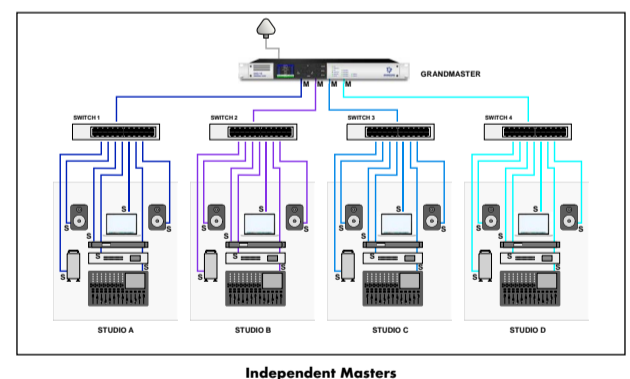 GRANDMASTER
M M M M
SWITCH 1 SWITCH 2 SWITCH 3 SWITCH 4
S S S S
S S S S S S S S
S S S S
S S S S
S S S S
STUDIO A STUDIO B STUDIO C STUDIO D
Independent Masters